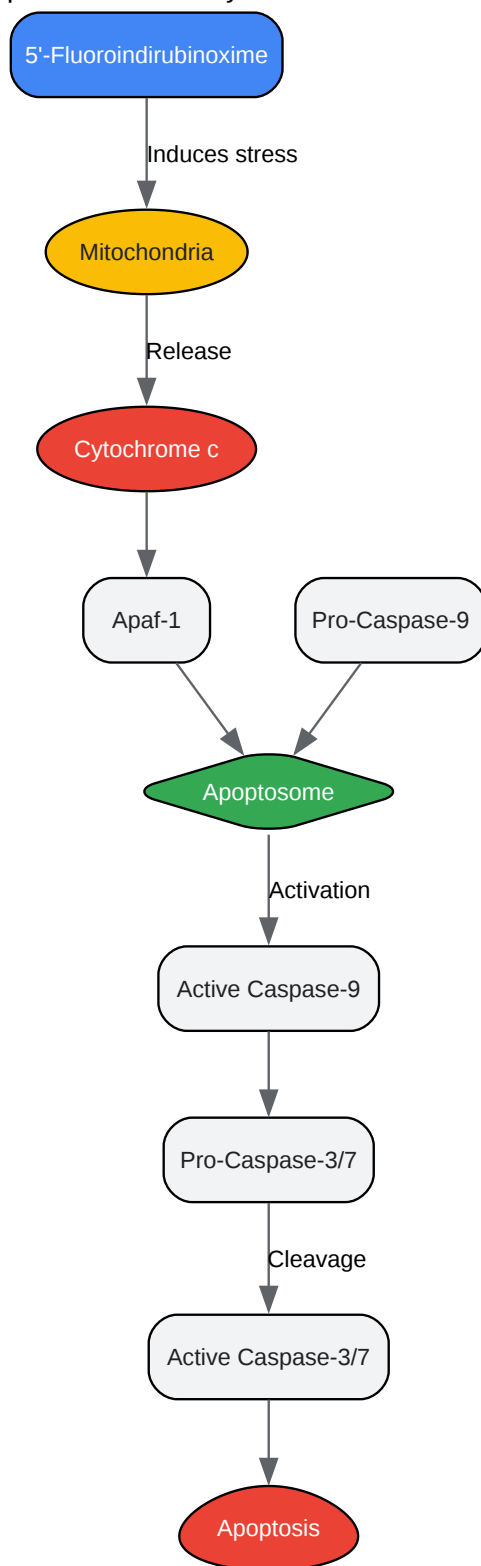 5'-Fluoroindirubinoxime
Induces stress
Mitochondria
Release
Cytochrome c
Apaf-1
Pro-Caspase-9
Apoptosome
Activation
Active Caspase-9
Pro-Caspase-3/7
Cleavage
Active Caspase-3/7
Apoptosis